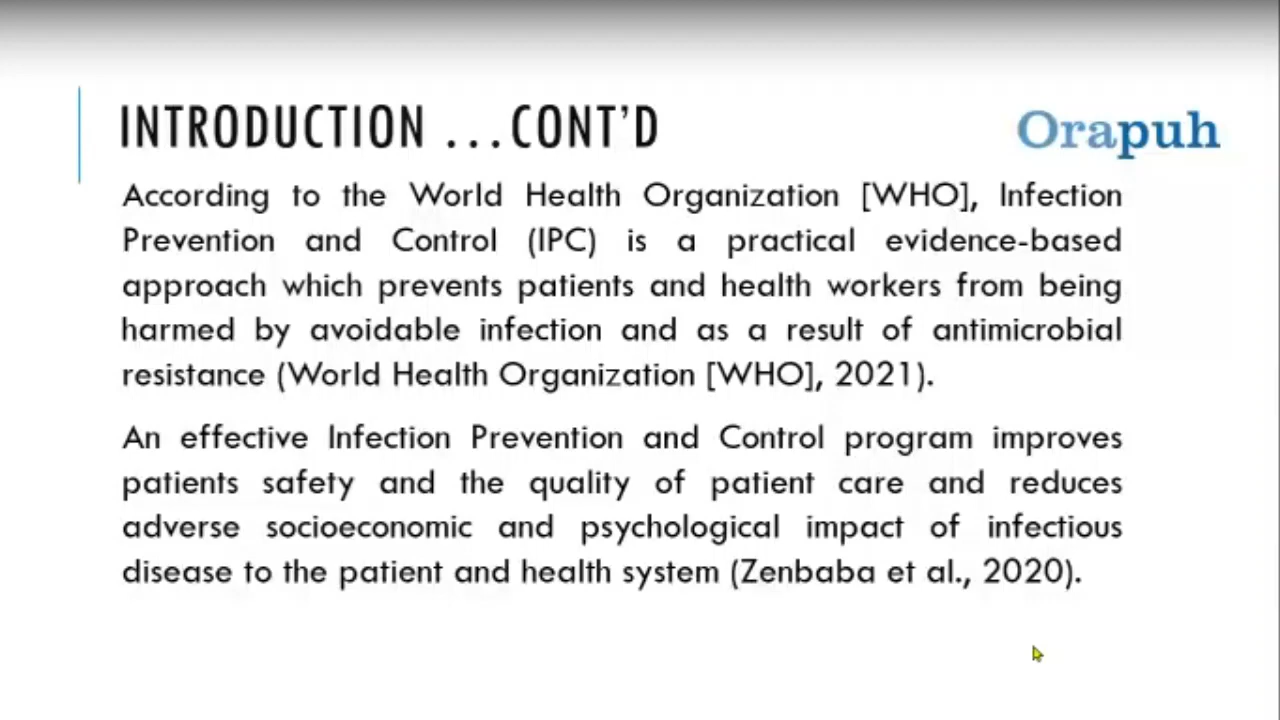 INTRODUCTION ...CONT'D
Orapuh
According to the World Health Organization [WHO], Infection
Prevention and Control (IPC) is a practical evidence-based
approach which prevents patients and health workers from being
harmed by avoidable infection and as a result of antimicrobial
resistance (World Health Organization [WHO], 2021).
An effective Infection Prevention and Control program improves
patients safety and the quality of patient care and reduces
adverse socioeconomic and psychological impact of infectious
disease to the patient and health system (Zenbaba et al., 2020).